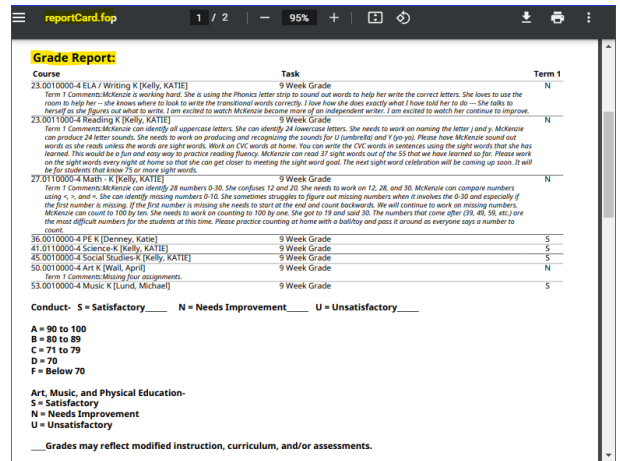 reportCard.fop 1 / 2 95%
Grade Report:
Course Task Term 1
23.0010000-4 ELA / Writing K [Kelly, KATIE] 9 Week Grade N
Term 1 Comments:McKenzie is working hard. She is using the Phonics letter strip to sound out words to help her write the correct letters. She loves to use the
room to help her -- she knows where to look to write the transitional words correctly. I love how she does exactly what I have told her to do --- She talks to
herself as she figures out what to write. I am excited to watch McKenzie become more of an independent writer. I am excited to watch her continue to improve.
23.0011000-4 Reading K [Kelly, KATIE] 9 Week Grade N
Term 1 Comments:McKenzie can identify all uppercase letters. She can identify 24 lowercase letters. She needs to work on naming the letter j and y. McKenzie
can produce 24 letter sounds. She needs to work on producing and recognizing the sounds for U (umbrella) and Y (yo-yo). Please have McKenzie sound out
words as she reads unless the words are sight words. Work on CVC words at home. You can write the CVC words in sentences using the sight words that she has
learned. This would be a fun and easy way to practice reading fluency. McKenzie can read 37 sight words out of the 55 that we have learned so far. Please work
on the sight words every night at home so that she can get closer to meeting the sight word goal. The next sight word celebration will be coming up soon. It will
be for students that know 75 or more sight words.
27.0110000-4 Math - K [Kelly, KATIE] 9 Week Grade N
Term 1 Comments:McKenzie can identify 28 numbers 0-30. She confuses 12 and 20. She needs to work on 12, 28, and 30. McKenzie can compare numbers
using <, >, and =. She can identify missing numbers 0-10. She sometimes struggles to figure out missing numbers when it involves the 0-30 and especially if
the first number is missing. If the first number is missing she needs to start at the end and count backwards. We will continue to work on missing numbers.
McKenzie can count to 100 by ten. She needs to work on counting to 100 by one. She got to 19 and said 30. The numbers that come after (39, 49, 59, etc.) are
the most difficult numbers for the students at this time. Please practice counting at home with a ball/toy and pass it around as everyone says a number to
count.
36.0010000-4 PE K [Denney, Katie] 9 Week Grade S
41.0110000-4 Science-K [Kelly, KATIE] 9 Week Grade S
45.0010000-4 Social Studies-K [Kelly, KATIE] 9 Week Grade S
50.0010000-4 Art K [Wall, April] 9 Week Grade N
Term 1 Comments:Missing four assignments.
53.0010000-4 Music K [Lund, Michael] 9 Week Grade S
Conduct- S = Satisfactory_____ N = Needs Improvement_____ U = Unsatisfactory_____
A = 90 to 100
B = 80 to 89
C = 71 to 79
D = 70
F = Below 70
Art, Music, and Physical Education-
S = Satisfactory
N = Needs Improvement
U = Unsatisfactory
___Grades may reflect modified instruction, curriculum, and/or assessments.